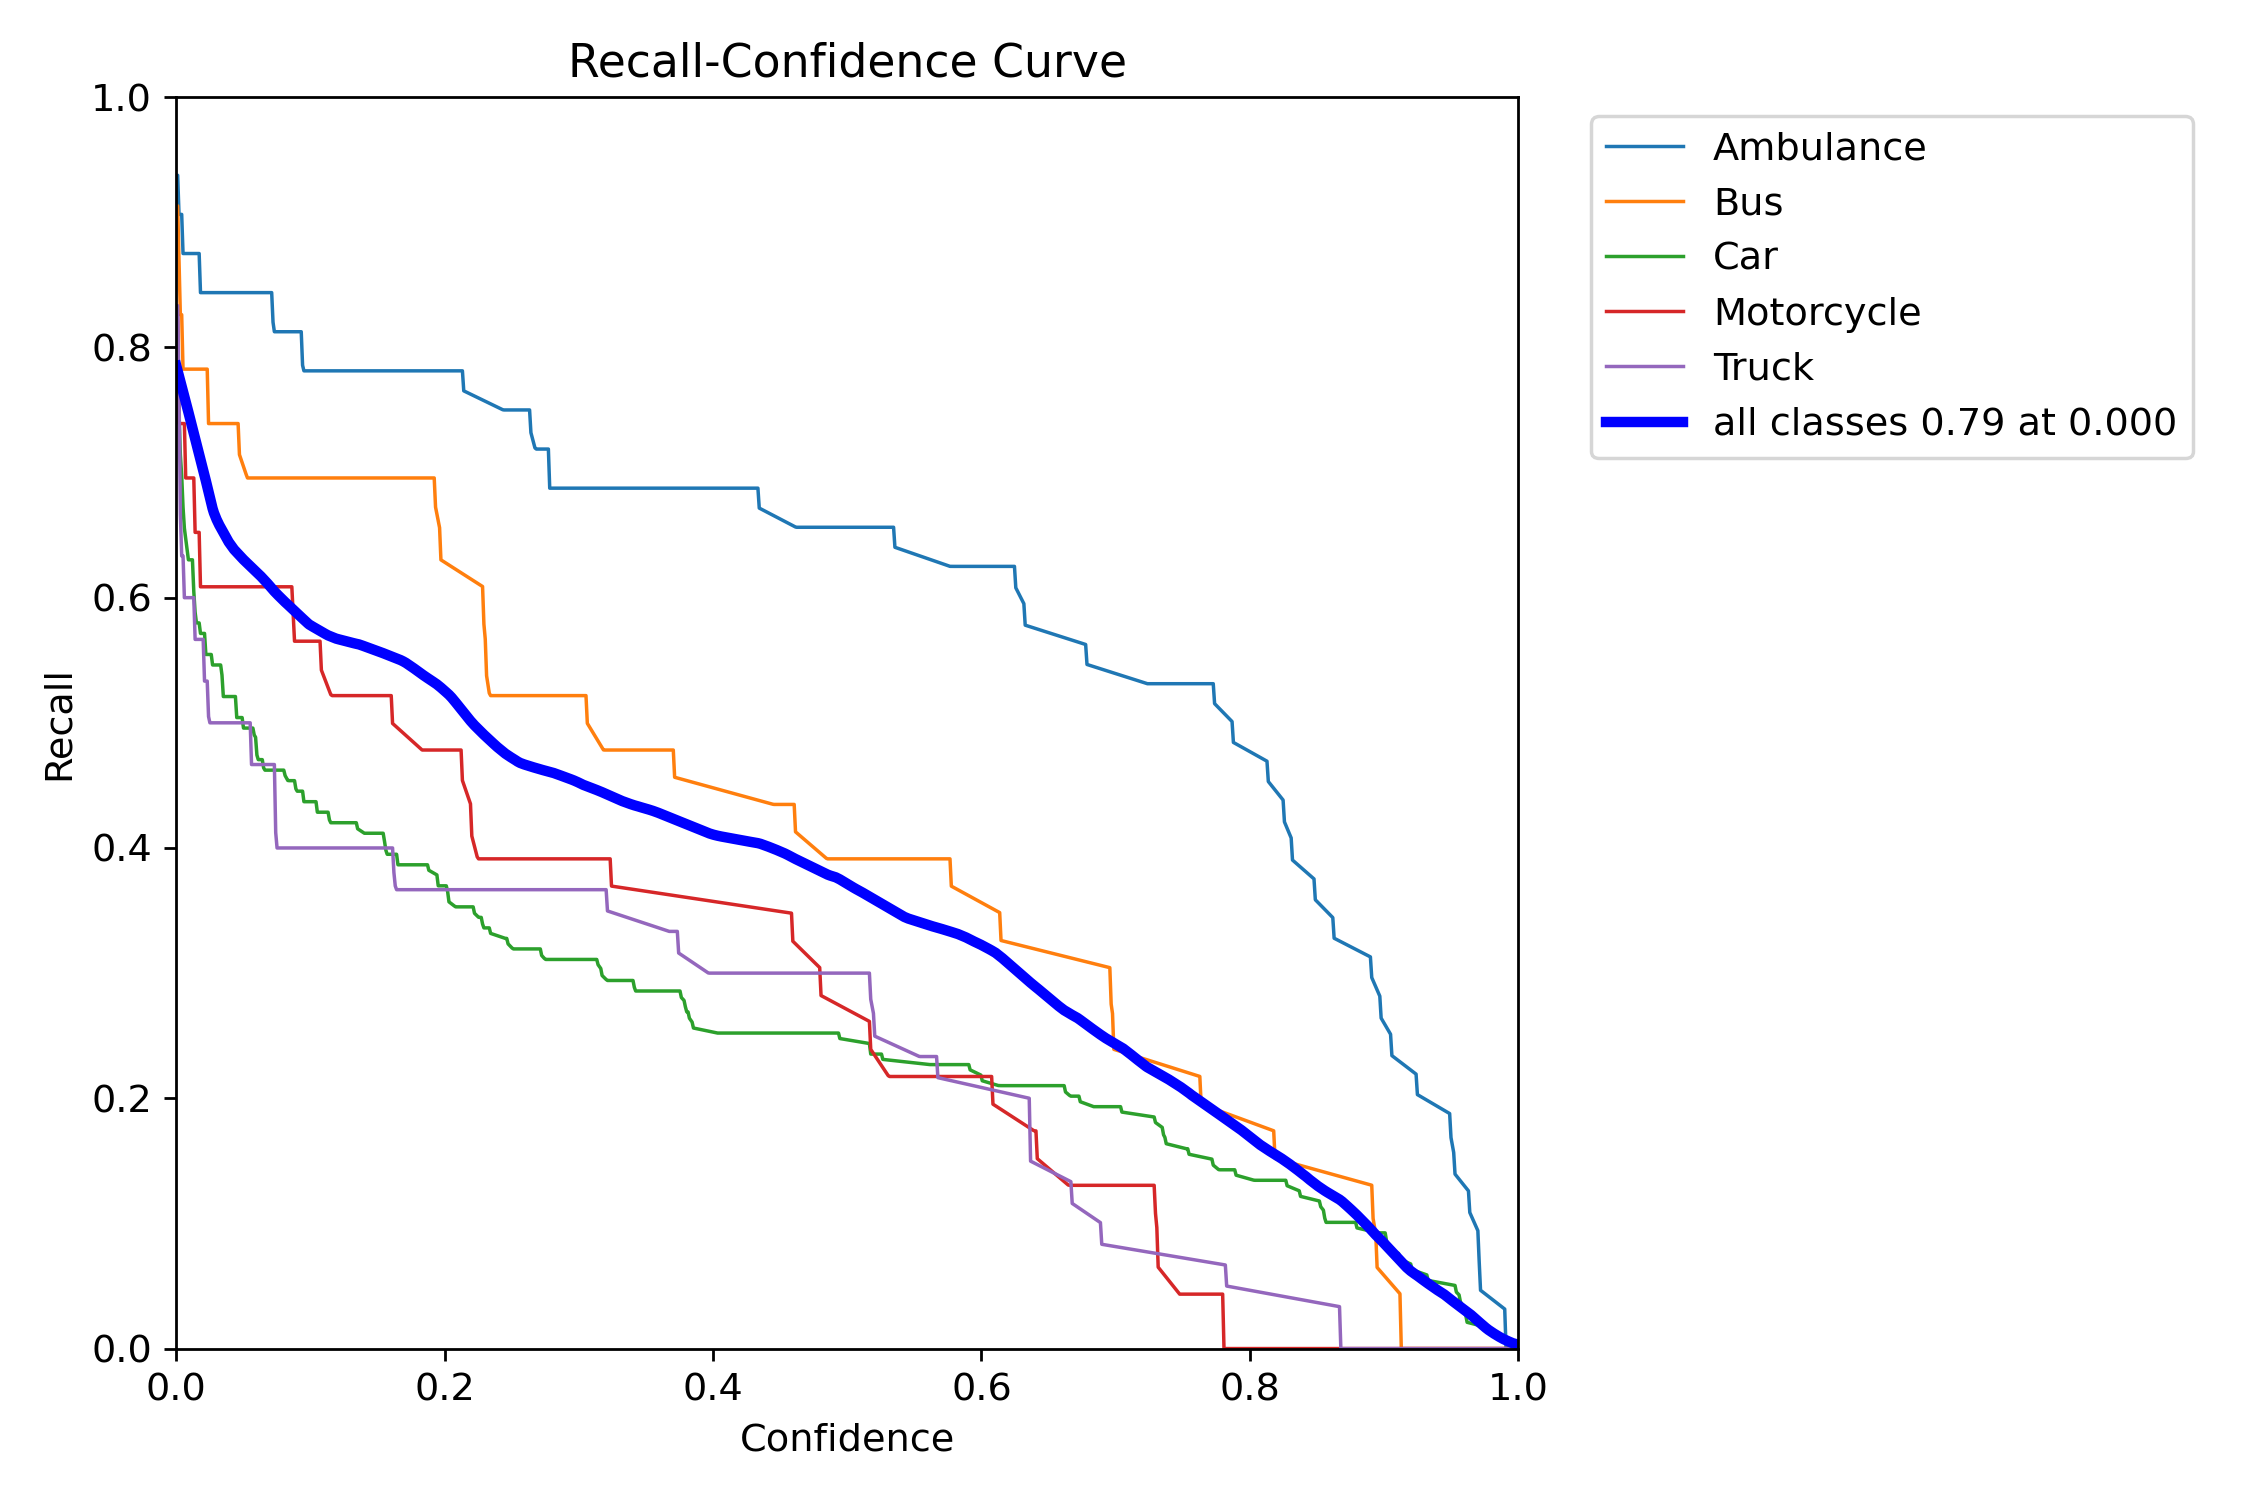 Recall-Confidence Curve
1.0
0.8
0.6
0.4
0.2
0.0
Recall
0.0 0.2 0.4 0.6 0.8 1.0
Confidence
Ambulance
Bus
Car
Motorcycle
Truck
all classes 0.79 at 0.000